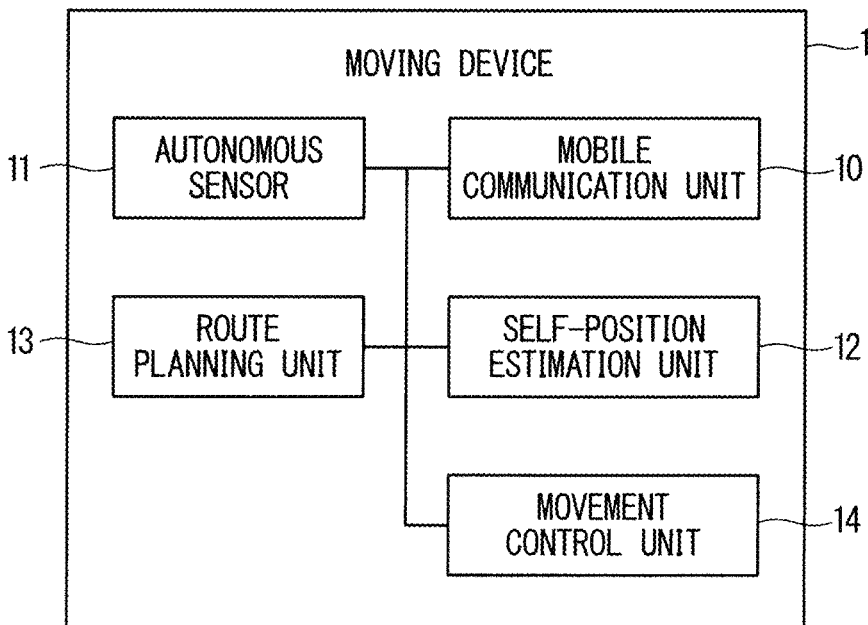 1
MOVING DEVICE
11
AUTONOMOUS
SENSOR
MOBILE
COMMUNICATION UNIT
10
13
ROUTE
PLANNING UNIT
SELF-POSITION
ESTIMATION UNIT
12
MOVEMENT
CONTROL UNIT
14